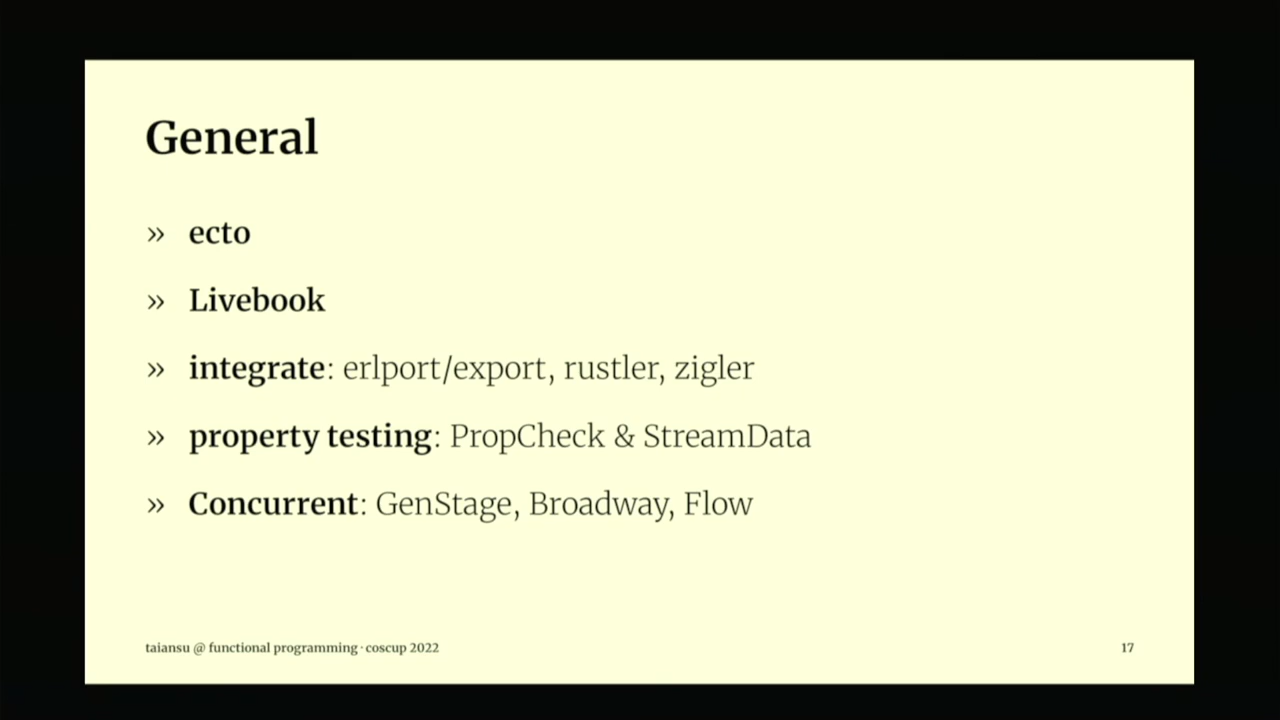 General
» ecto
» Livebook
» integrate: erlport/export, rustler, zigler
» property testing: PropCheck & StreamData
» Concurrent: GenStage, Broadway, Flow
taiansu @ functional programming · coscup 2022
17